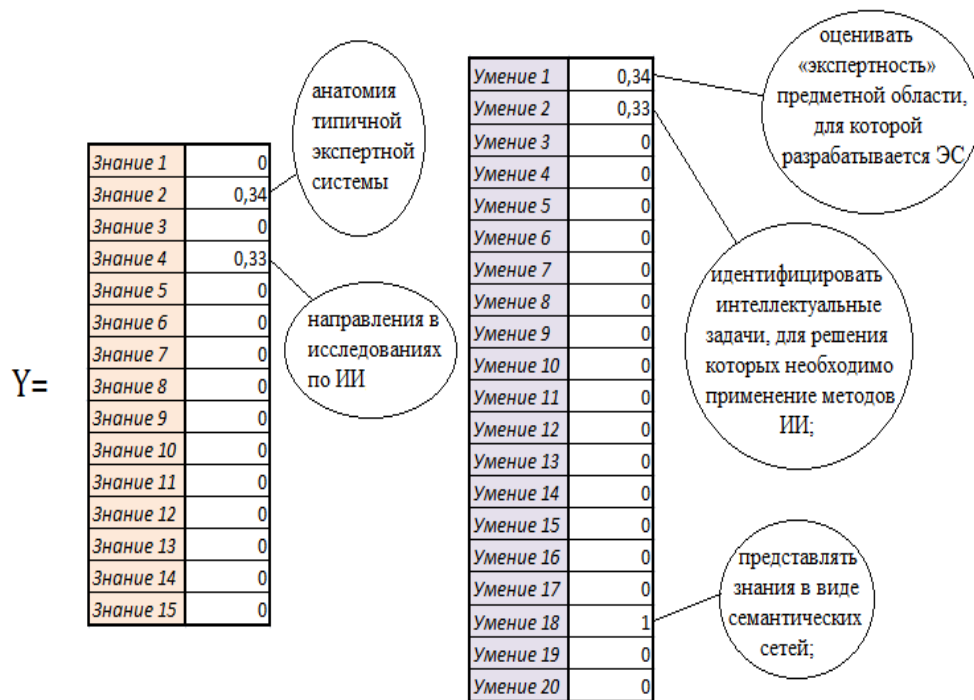 Y=
Знание 1 0
Знание 2 0,34
Знание 3 0
Знание 4 0,33
Знание 5 0
Знание 6 0
Знание 7 0
Знание 8 0
Знание 9 0
Знание 10 0
Знание 11 0
Знание 12 0
Знание 13 0
Знание 14 0
Знание 15 0
анатомия
типичной
экспертной
системы
направления в
исследованиях
по ИИ
Умение 1 0,34
Умение 2 0,33
Умение 3 0
Умение 4 0
Умение 5 0
Умение 6 0
Умение 7 0
Умение 8 0
Умение 9 0
Умение 10 0
Умение 11 0
Умение 12 0
Умение 13 0
Умение 14 0
Умение 15 0
Умение 16 0
Умение 17 0
Умение 18 1
Умение 19 0
Умение 20 0
оценивать
«экспертность»
предметной области,
для которой
разрабатывается ЭС
идентифицировать
интеллектуальные
задачи, для решения
которых необходимо
применение методов
ИИ;
представлять
знания в виде
семантических
сетей;